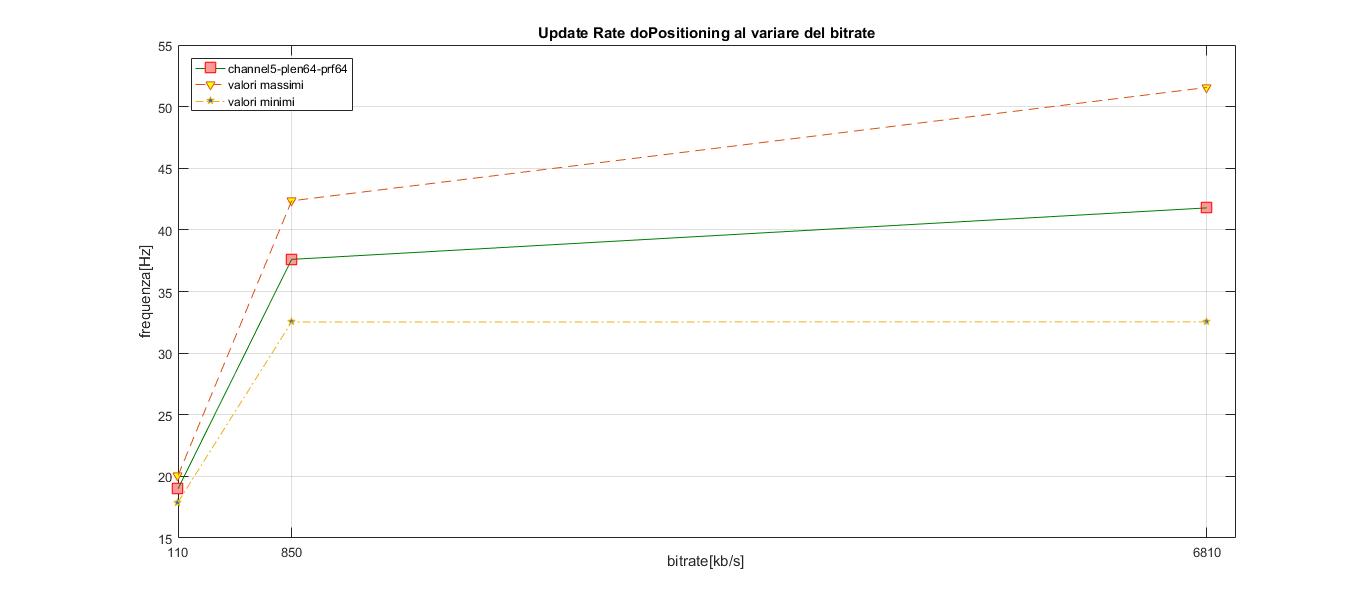 Update Rate doPositioning al variare del bitrate
channel5-plen64-prf64
valori massimi
valori minimi
55
50
45
40
35
30
25
20
15
frequenza[Hz]
110 850 6810
bitrate[kb/s]